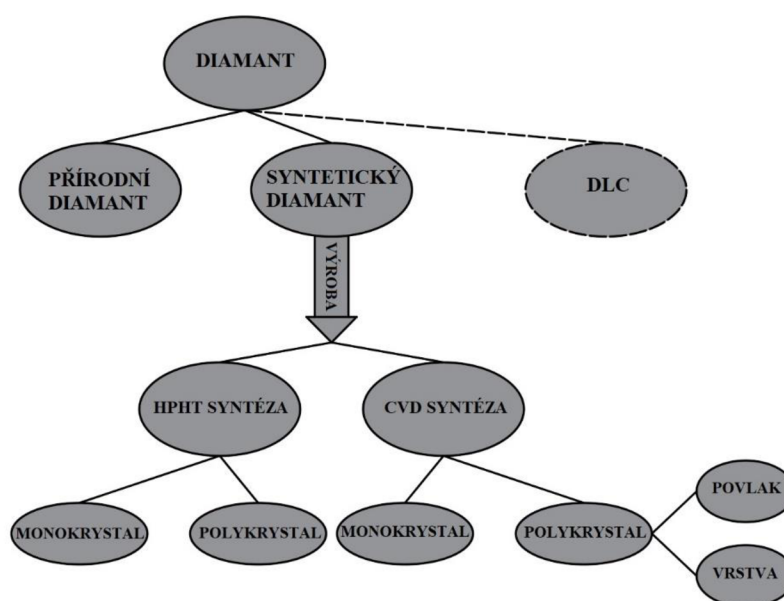 DIAMANT
PŘÍRODNÍ
DIAMANT
SYNTETICKÝ
DIAMANT
DLC
VÝROBA
HPHT SYNTÉZA
CVD SYNTÉZA
MONOKRYSTAL
POLYKRYSTAL
MONOKRYSTAL
POLYKRYSTAL
POVLAK
VRSTVA